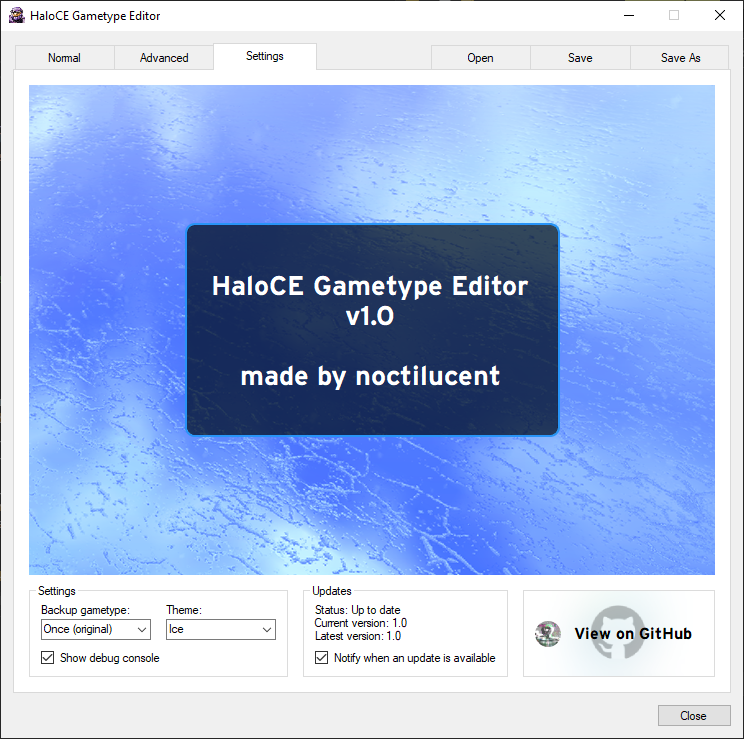 HaloCE Gametype Editor
Normal
Advanced
Settings
Open
Save
Save As
HaloCE Gametype Editor
v1.0
made by noctilucent
Settings
Backup gametype:
Theme:
Once (original)
Ice
Show debug console
Updates
Status: Up to date
Current version: 1.0
Latest version: 1.0
Notify when an update is available
View on GitHub
Close